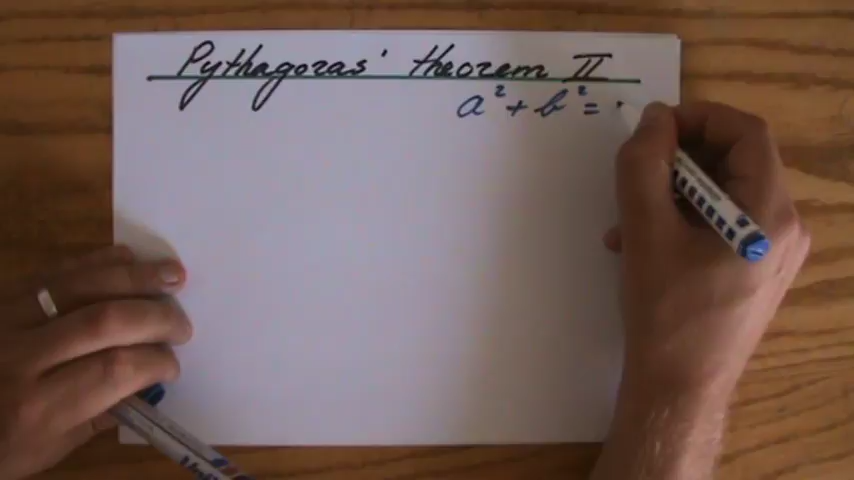 Pythagoras' theorem II
a² + b² =